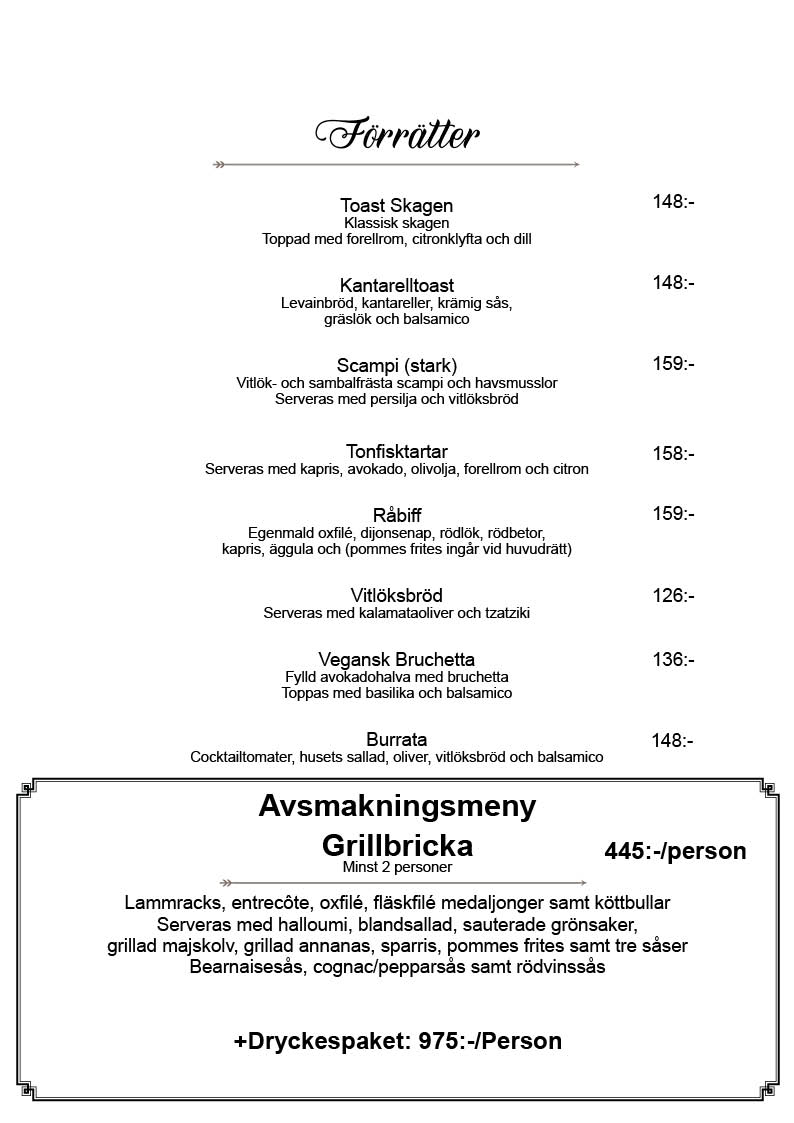 Förrätter
Toast Skagen 148:-
Klassisk skagen
Toppad med forellrom, citronklyfta och dill
Kantarelltoast 148:-
Levainbröd, kantareller, krämig sås,
gräslök och balsamico
Scampi (stark) 159:-
Vitlök- och sambalfrästa scampi och havsmusslor
Serveras med persilja och vitlöksbröd
Tonfisktartar 158:-
Serveras med kapris, avokado, olivolja, forellrom och citron
Råbiff 159:-
Egenmald oxfilé, dijonsenap, rödlök, rödbetor,
kapris, äggula och (pommes frites ingår vid huvudrätt)
Vitlöksbröd 126:-
Serveras med kalamataoliver och tzatziki
Vegansk Bruchetta 136:-
Fylld avokadohalva med bruchetta
Toppas med basilika och balsamico
Burrata 148:-
Cocktailtomater, husets sallad, oliver, vitlöksbröd och balsamico
Avsmakningsmeny
Grillbricka 445:-/person
Minst 2 personer
Lammracks, entrecôte, oxfilé, fläskfilé medaljonger samt köttbullar
Serveras med halloumi, blandsallad, sauterade grönsaker,
grillad majskolv, grillad annanas, sparris, pommes frites samt tre såser
Bearnaisesås, cognac/pepparsås samt rödvinssås
+Dryckespaket: 975:-/Person